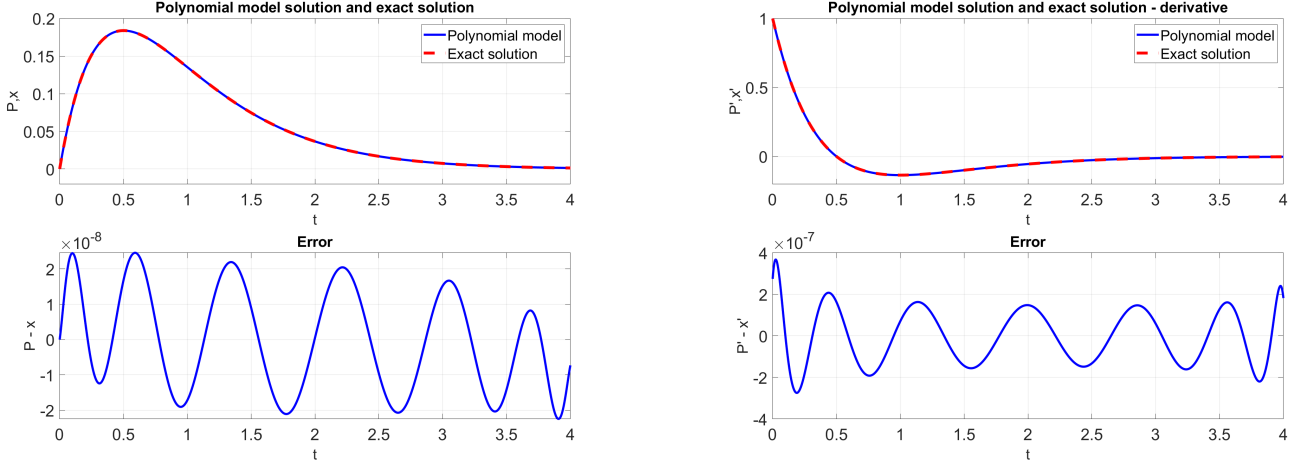 Polynomial model solution and exact solution
0.2
0.15
0.1
0.05
0
P,x
Polynomial model
Exact solution
0 0.5 1 1.5 2 2.5 3 3.5 4
t
Polynomial model solution and exact solution - derivative
1
0.5
0
P',x'
Polynomial model
Exact solution
0 0.5 1 1.5 2 2.5 3 3.5 4
t
×10-8
Error
2
1
0
-1
-2
P - x
0 0.5 1 1.5 2 2.5 3 3.5 4
t
×10-7
Error
4
2
0
-2
-4
P' - x'
0 0.5 1 1.5 2 2.5 3 3.5 4
t